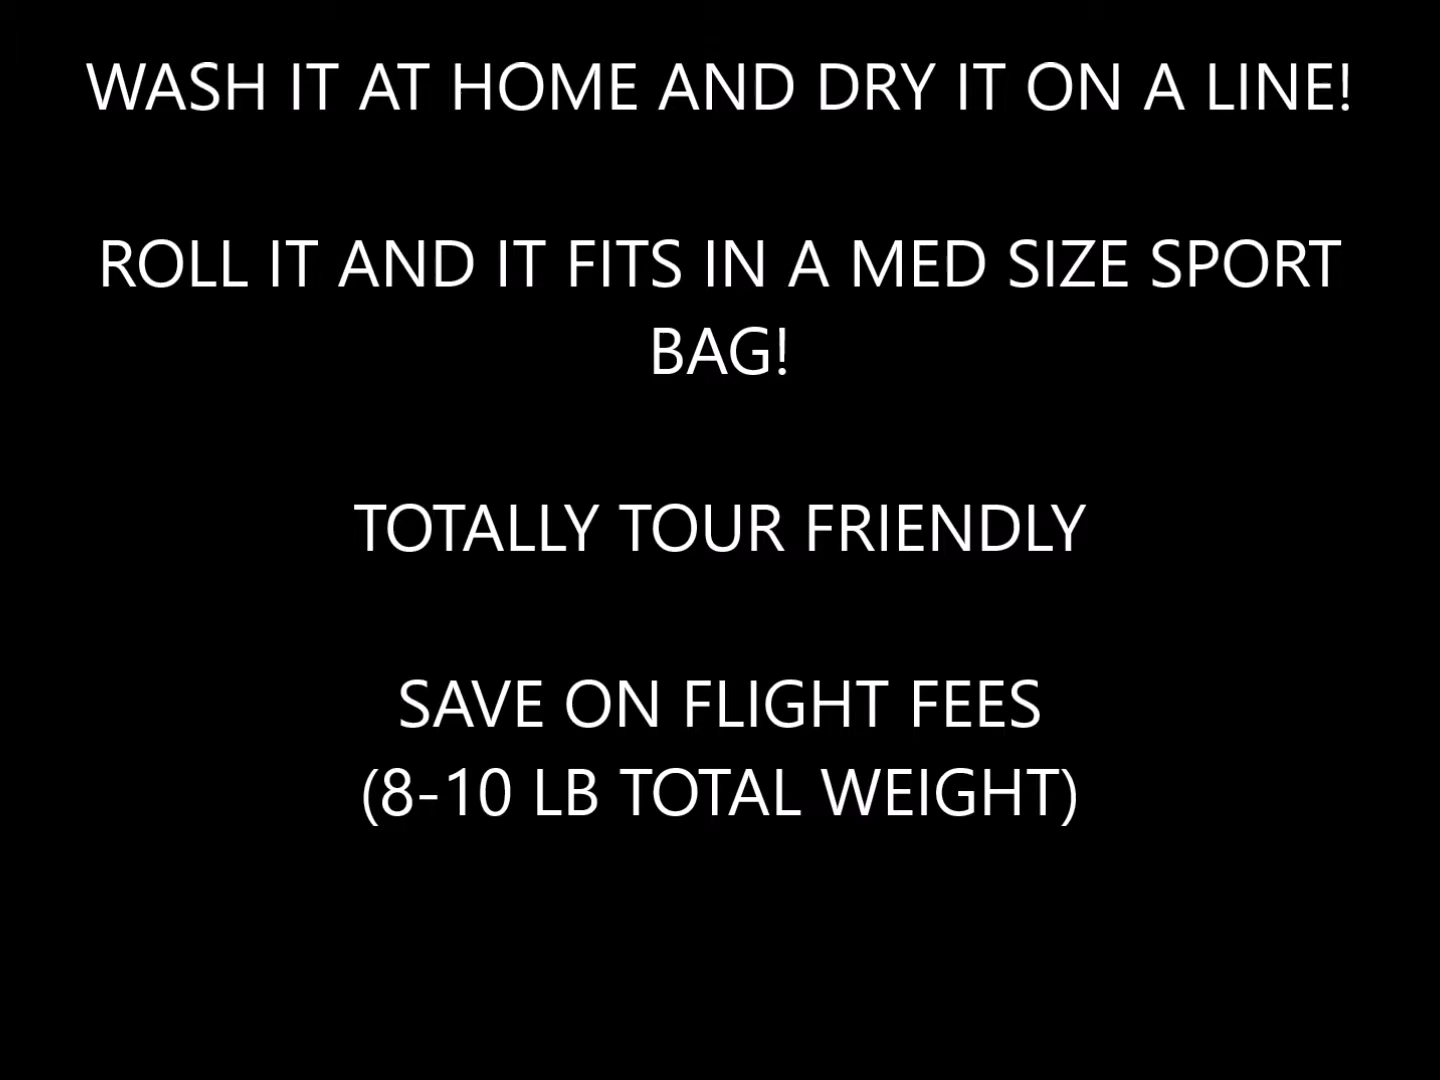 WASH IT AT HOME AND DRY IT ON A LINE!
ROLL IT AND IT FITS IN A MED SIZE SPORT
BAG!
TOTALLY TOUR FRIENDLY
SAVE ON FLIGHT FEES
(8-10 LB TOTAL WEIGHT)